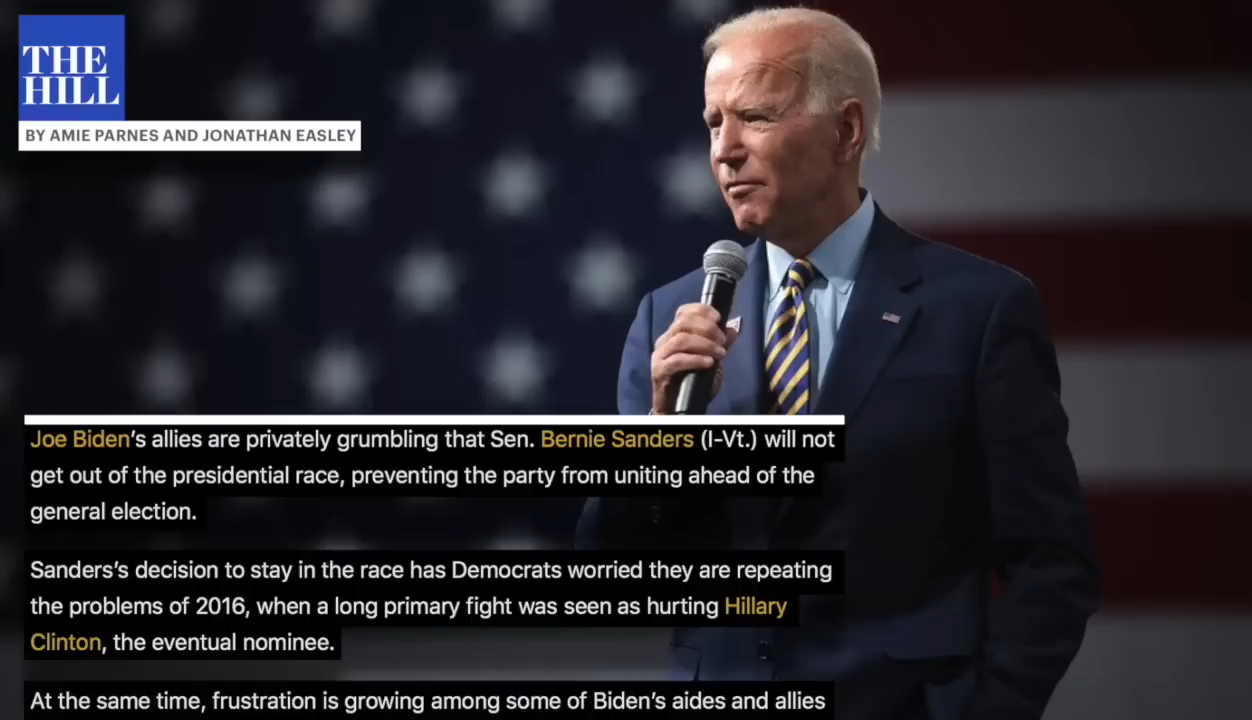 THE
HILL
BY AMIE PARNES AND JONATHAN EASLEY
Joe Biden's allies are privately grumbling that Sen. Bernie Sanders (I-Vt.) will not
get out of the presidential race, preventing the party from uniting ahead of the
general election.
Sanders's decision to stay in the race has Democrats worried they are repeating
the problems of 2016, when a long primary fight was seen as hurting Hillary
Clinton, the eventual nominee.
At the same time, frustration is growing among some of Biden's aides and allies